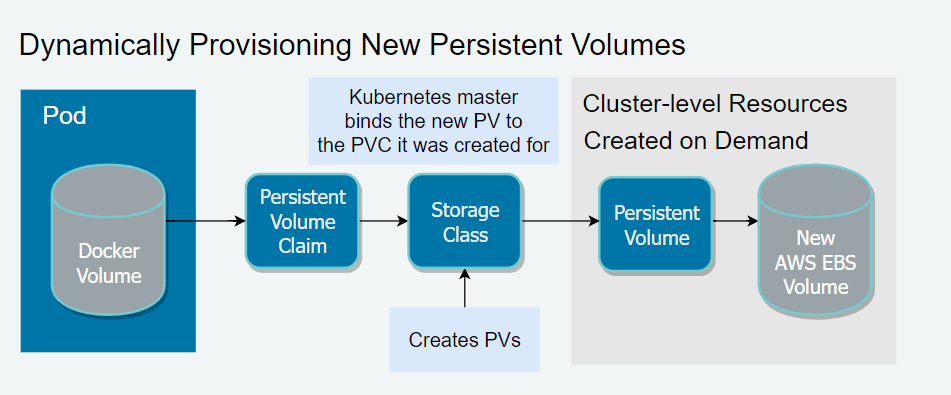 Dynamically Provisioning New Persistent Volumes
Pod
Docker
Volume
Persistent
Volume
Claim
Kubernetes master
binds the new PV to
the PVC it was created for
Storage
Class
Creates PVs
Cluster-level Resources
Created on Demand
Persistent
Volume
New
AWS EBS
Volume